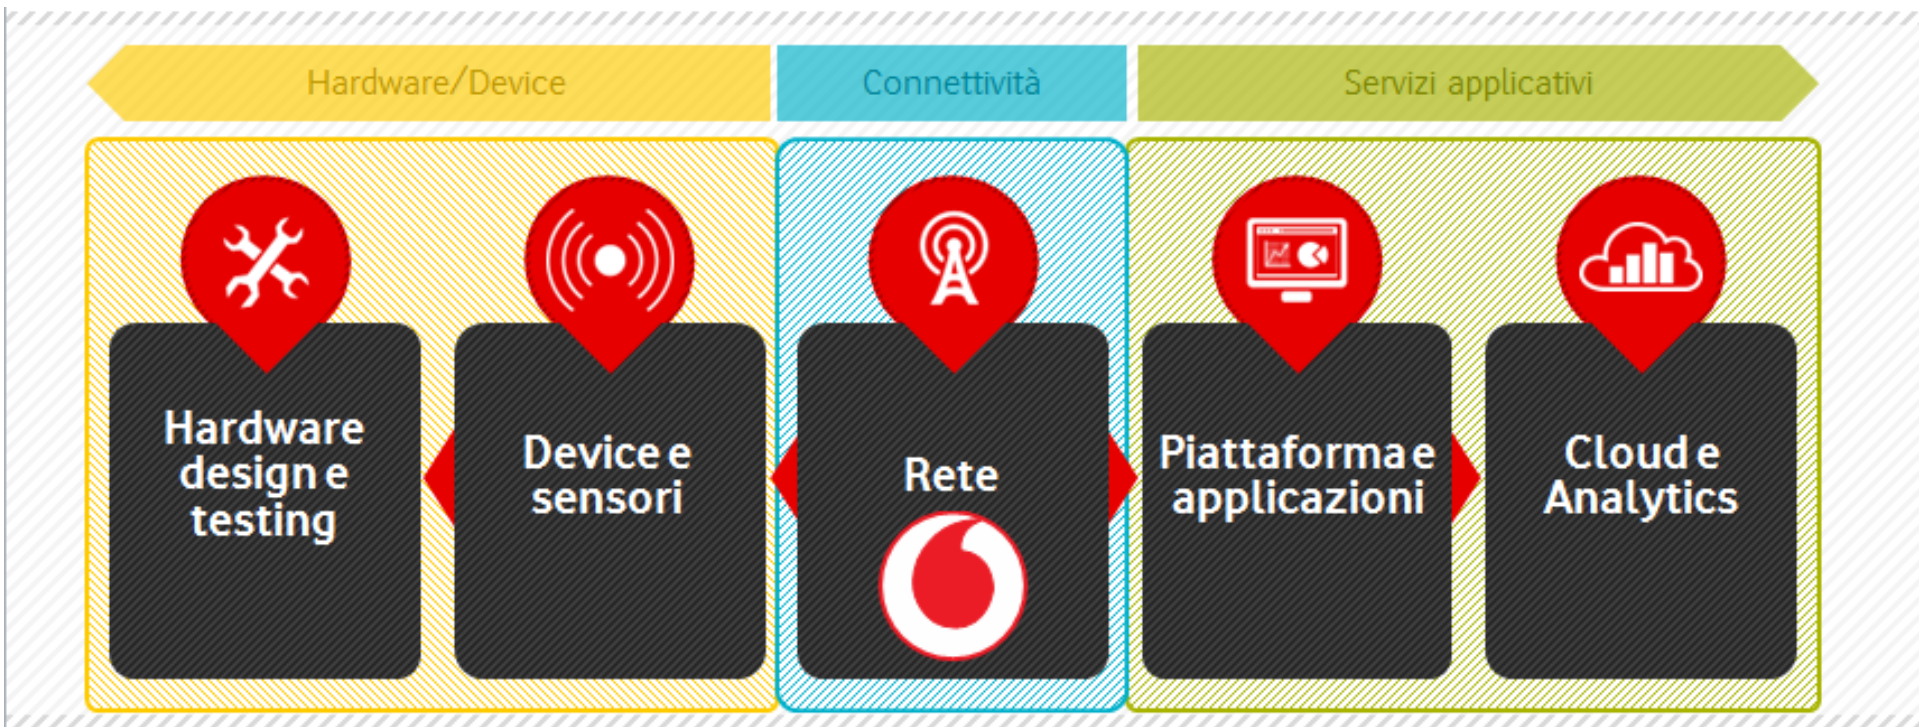 Hardware/Device
Connettività
Servizi applicativi
Hardware
design e
testing
Device e
sensori
Rete
Piattaforma e
applicazioni
Cloud e
Analytics